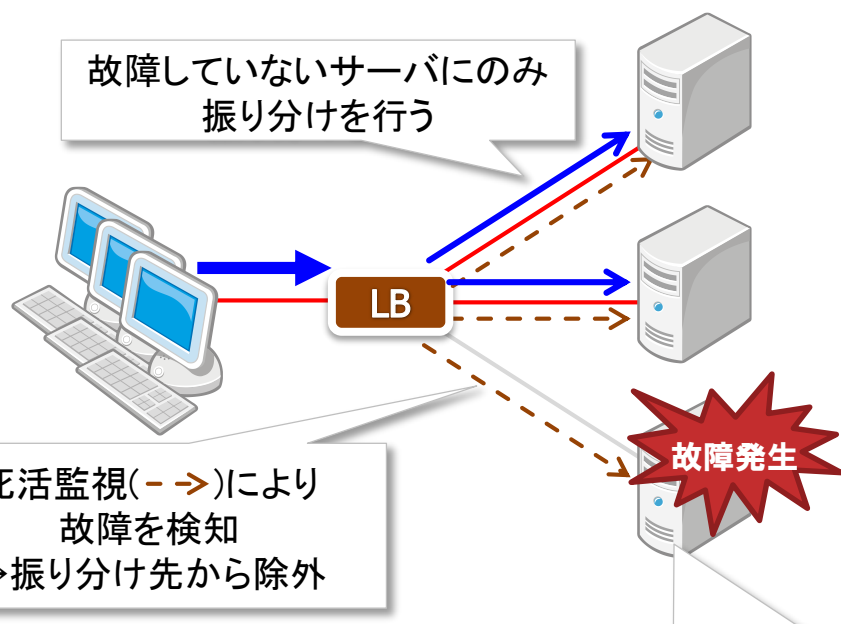 故障していないサーバにのみ
振り分けを行う
LB
故障発生
死活監視(- ->)により
故障を検知
→振り分け先から除外